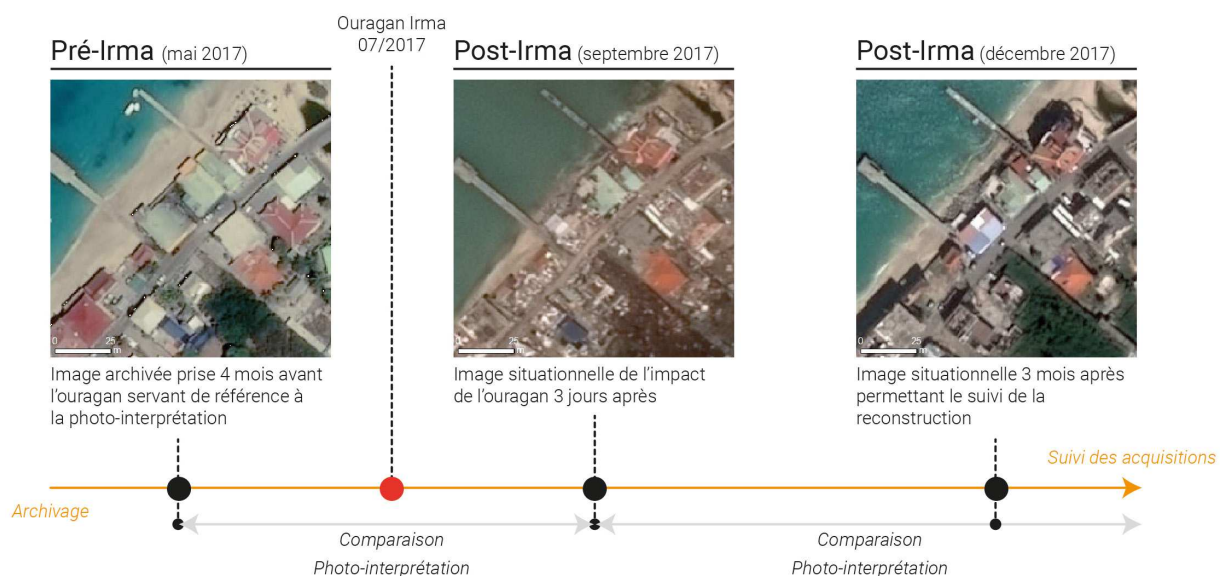 Ouragan Irma
07/2017
Pré-Irma (mai 2017)
Post-Irma (septembre 2017)
Post-Irma (décembre 2017)
0 25
m
0 25
m
0 25
m
Image archivée prise 4 mois avant
l'ouragan servant de référence à
la photo-interprétation
Image situationnelle de l'impact
de l'ouragan 3 jours après
Image situationnelle 3 mois après
permettant le suivi de la
reconstruction
Suivi des acquisitions
Archivage
Comparaison
Photo-interprétation
Comparaison
Photo-interprétation